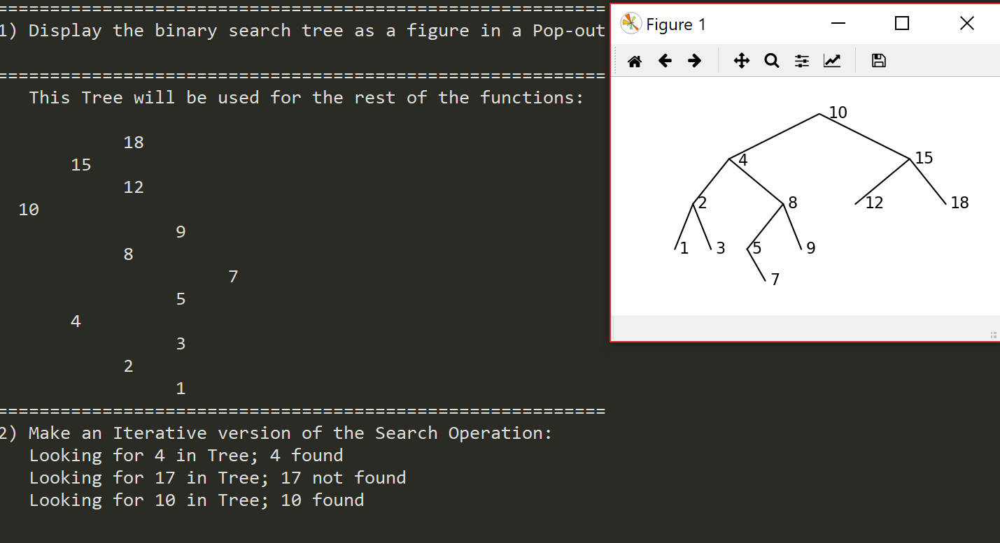 ===========================================================
1) Display the binary search tree as a figure in a Pop-out
===========================================================
This Tree will be used for the rest of the functions:
18
15
12
10
9
8
7
5
4
3
2
1
===========================================================
2) Make an Iterative version of the Search Operation:
Looking for 4 in Tree; 4 found
Looking for 17 in Tree; 17 not found
Looking for 10 in Tree; 10 found
Figure 1
10
4 15
2 8 12 18
1 3 5 9
7